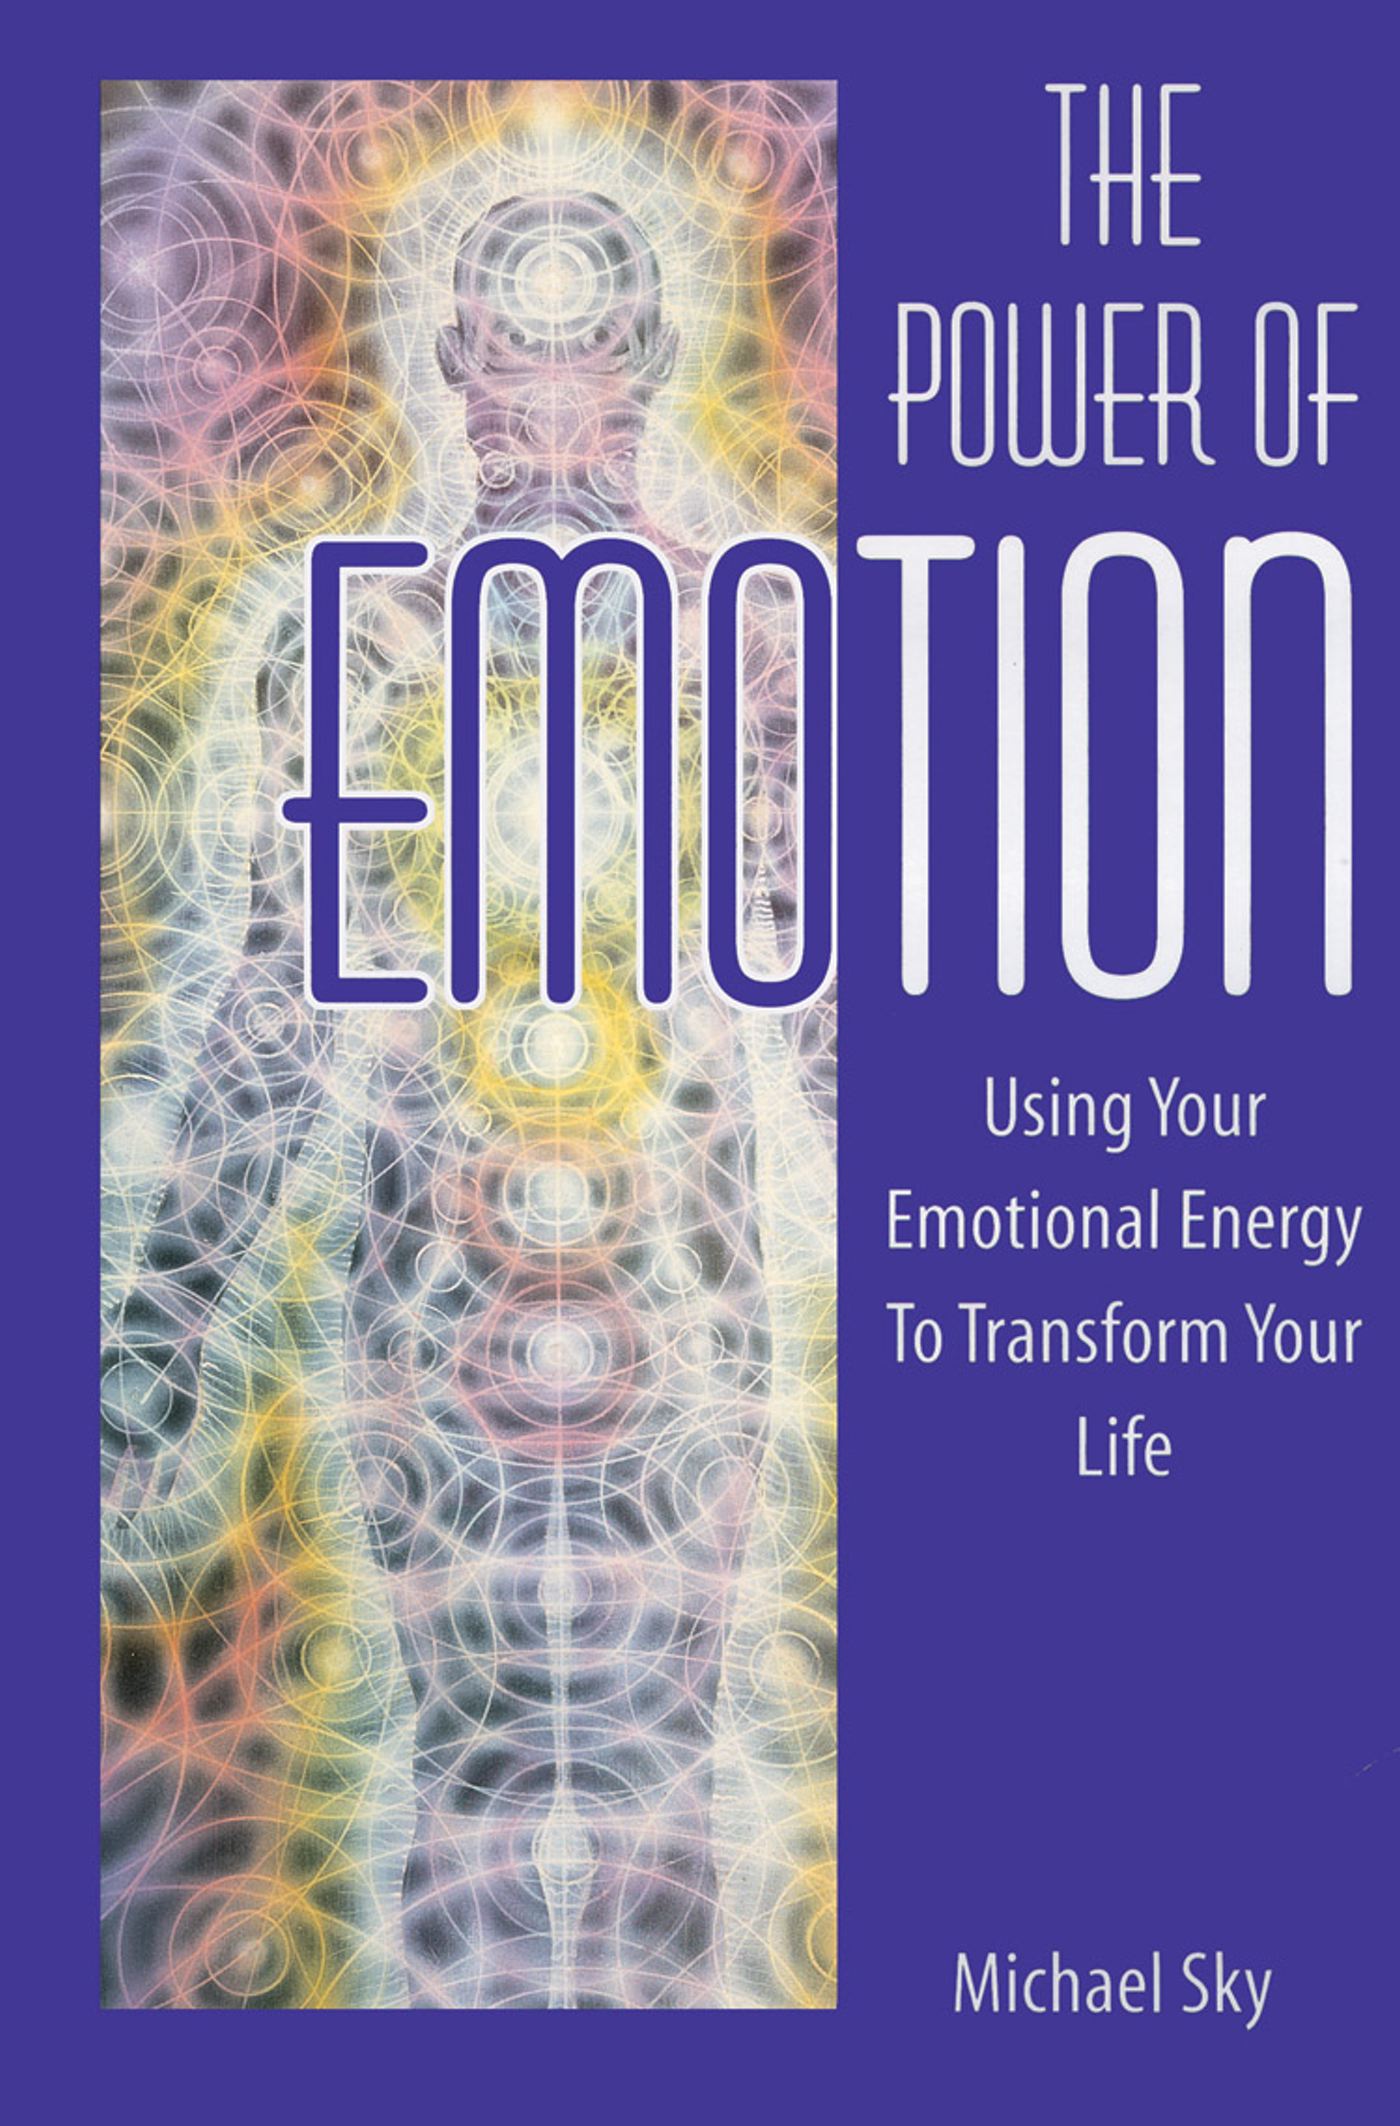 THE
POWER OF
EMOTION
Using Your
Emotional Energy
To Transform Your
Life
Michael Sky